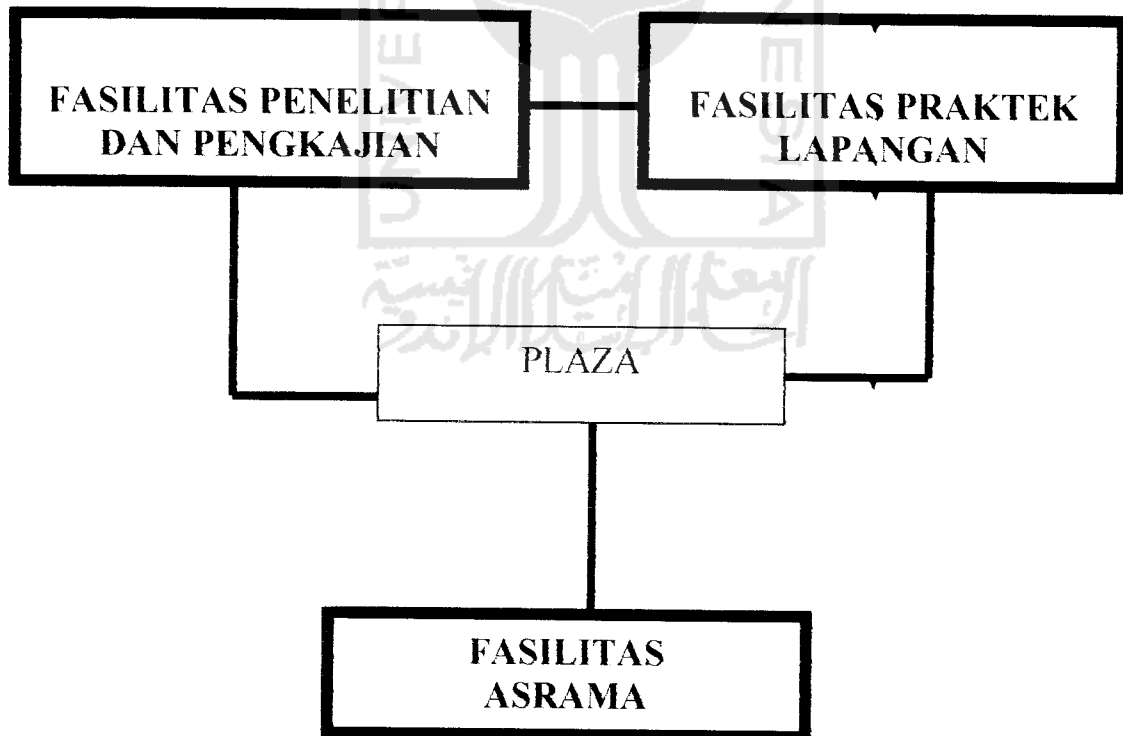 FASILITAS PENELITIAN
DAN PENGKAJIAN
FASILITAS PRAKTEK
LAPANGAN
PLAZA
FASILITAS
ASRAMA